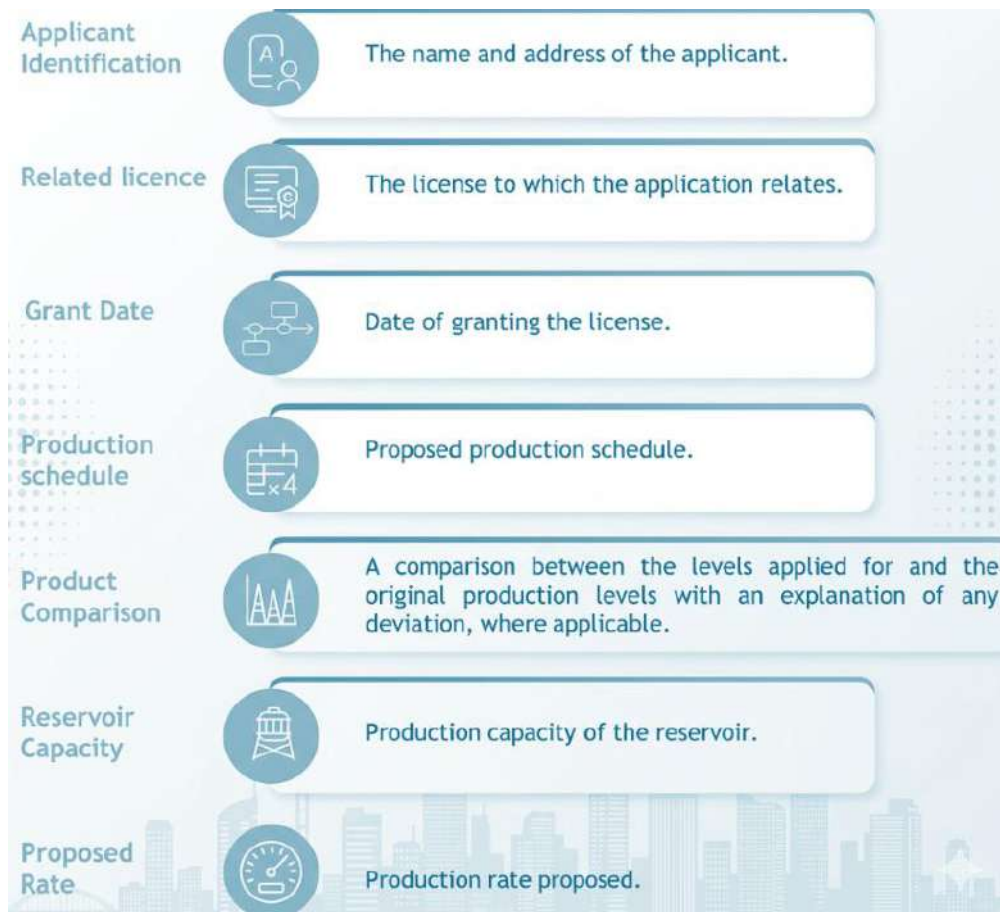 Applicant
Identification
A
The name and address of the applicant.
Related licence
C
The license to which the application relates.
Grant Date
Date of granting the license.
Production
schedule
×4
Proposed production schedule.
Product
Comparison
A comparison between the levels applied for and the
original production levels with an explanation of any
deviation, where applicable.
Reservoir
Capacity
Production capacity of the reservoir.
Proposed
Rate
Production rate proposed.